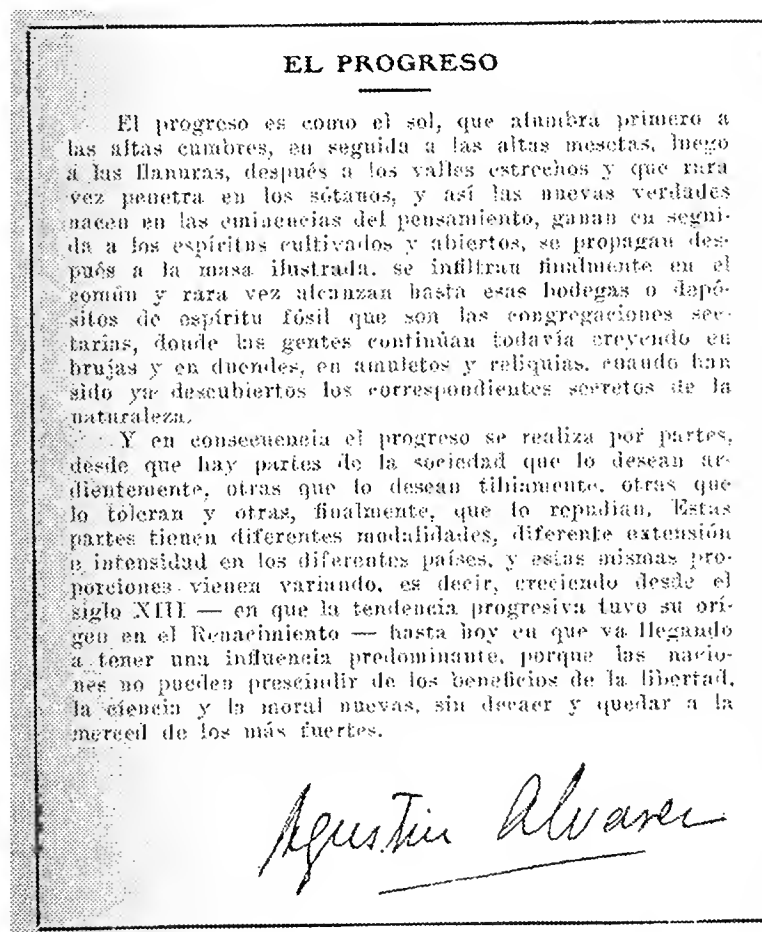 EL PROGRESO
El progreso es como el sol, que alumbra primero a
las altas cumbres, en seguida a las altas mesetas, luego
a las llanuras, después a los valles estrechos y que rara
vez penetra en los sótanos, y así las nuevas verdades
nacen en las eminencias del pensamiento, ganan en segui-
da a los espíritus cultivados y abiertos, se propagan des-
pués a la masa ilustrada, se infiltran finalmente en el
común y rara vez alcanzan hasta esas bodegas o depó-
sitos de espíritu fósil que son las congregaciones sec-
tarias, donde las gentes continúan todavía creyendo en
brujas y en duendes, en amuletos y reliquias, cuando han
sido ya descubiertos los correspondientes secretos de la
naturaleza.
Y en consecuencia el progreso se realiza por partes,
desde que hay partes de la sociedad que lo desean ar-
dientemente, otras que lo desean tibiamente, otras que
lo toleran y otras, finalmente, que lo repudian. Estas
partes tienen diferentes modalidades, diferente extensión
e intensidad en los diferentes países, y estas mismas pro-
porciones vienen variando, es decir, creciendo desde el
siglo XIII — en que la tendencia progresiva tuvo su orí-
gen en el Renacimiento — hasta hoy en que va llegando
a tener una influencia predominante, porque las nacio-
nes no pueden prescindir de los beneficios de la libertad,
la ciencia y la moral nuevas, sin decaer y quedar a la
merced de los más fuertes.
Agustin Alvarez